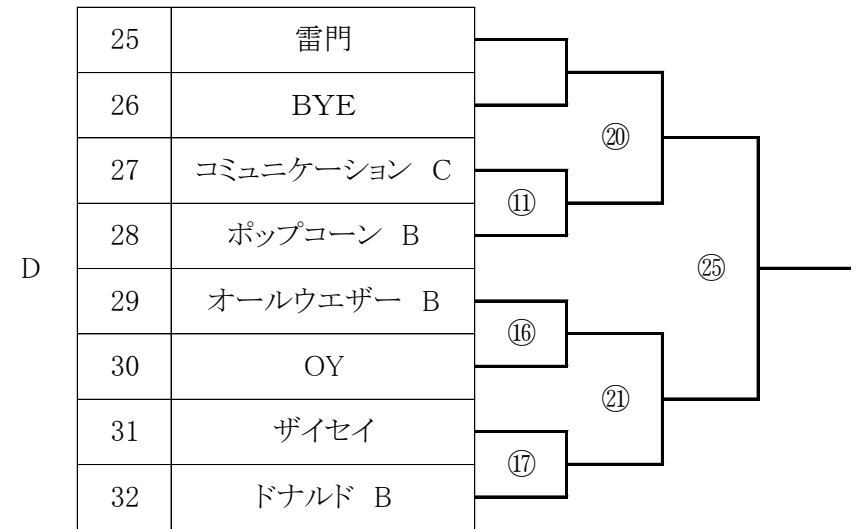 25 雷門
26 BYE
⑳
27 コミュニケーション C
⑪
28 ポップコーン B
D
㉕
29 オールウエザー B
⑯
30 OY
㉑
31 ザイセイ
⑰
32 ドナルド B